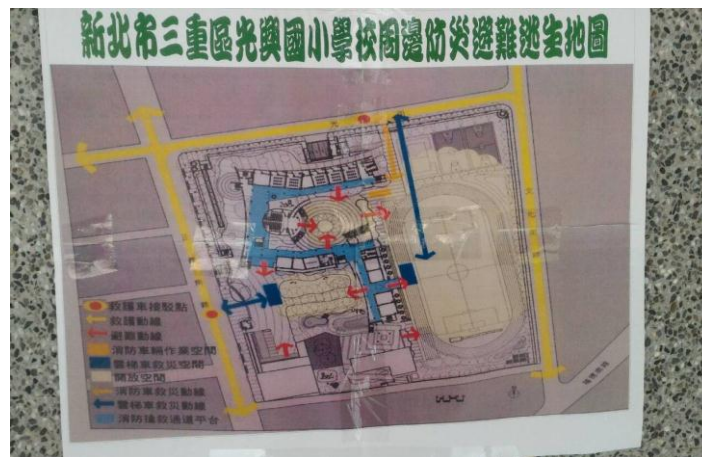 新北市三重區光興國小學校周邊防災避難逃生地圖
救護車接駁點
救護動線
避難動線
消防車輛作業空間
雲梯車救災空間
開放空間
消防車救災動線
雲梯車救災動線
消防搶救通道平台